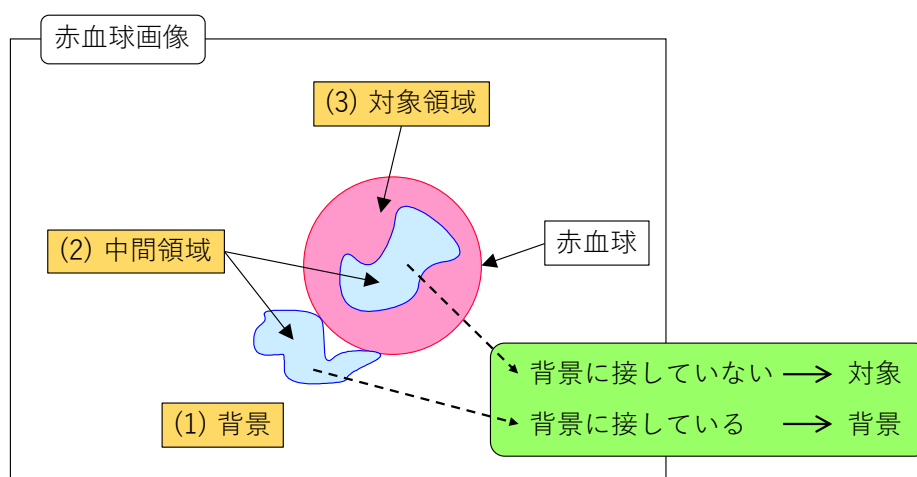 赤血球画像
(3) 対象領域
(2) 中間領域
赤血球
背景に接していない → 対象
(1) 背景
背景に接している → 背景